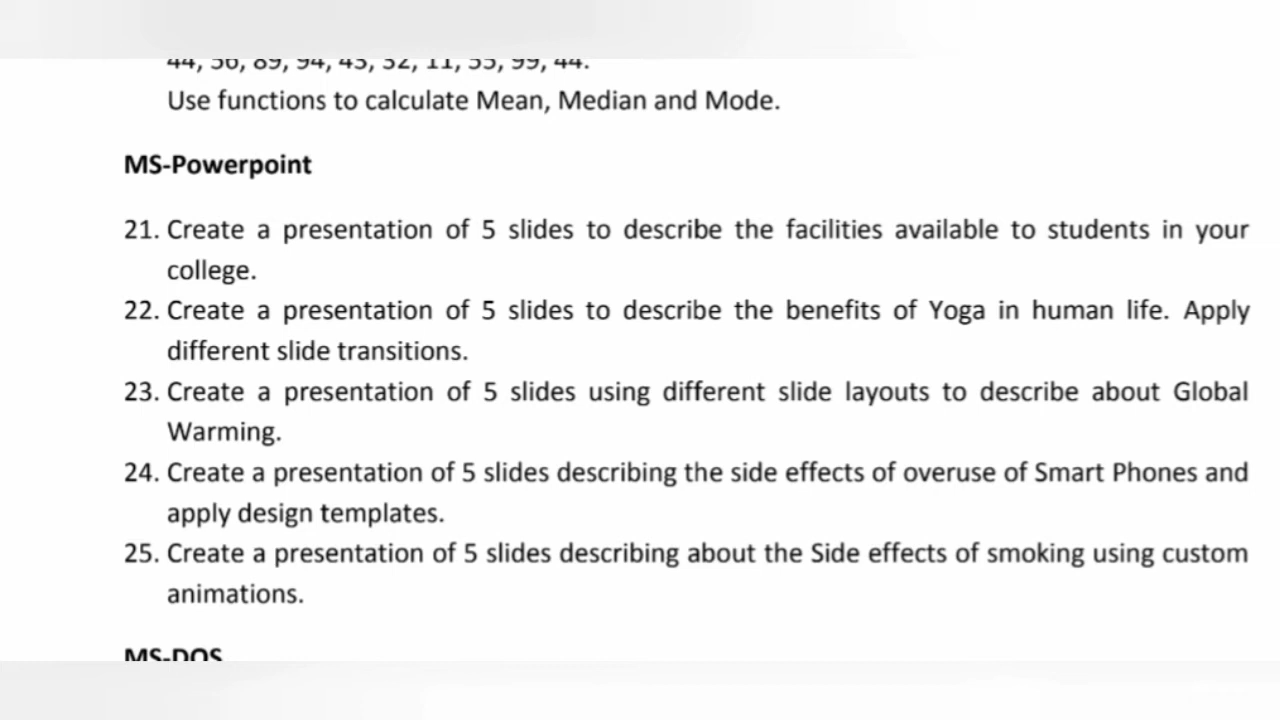 44, 56, 89, 94, 43, 32, 11, 55, 99, 44.
Use functions to calculate Mean, Median and Mode.
MS-Powerpoint
21. Create a presentation of 5 slides to describe the facilities available to students in your
college.
22. Create a presentation of 5 slides to describe the benefits of Yoga in human life. Apply
different slide transitions.
23. Create a presentation of 5 slides using different slide layouts to describe about Global
Warming.
24. Create a presentation of 5 slides describing the side effects of overuse of Smart Phones and
apply design templates.
25. Create a presentation of 5 slides describing about the Side effects of smoking using custom
animations.
MS-DOS